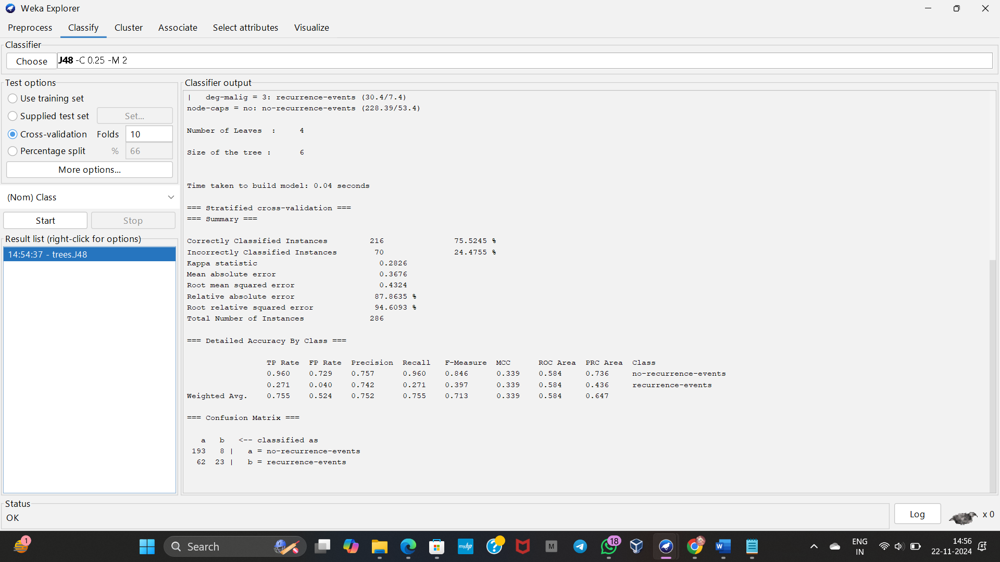 Weka Explorer
Preprocess Classify Cluster Associate Select attributes Visualize
Classifier
Choose J48 -C 0.25 -M 2
Test options
Use training set
Supplied test set Set...
Cross-validation Folds 10
Percentage split % 66
More options...
(Nom) Class
Start Stop
Result list (right-click for options)
14:54:37 - trees.J48
Classifier output
| deg-malig = 3: recurrence-events (30.4/7.4)
node-caps = no: no-recurrence-events (228.39/53.4)
Number of Leaves : 4
Size of the tree : 6
Time taken to build model: 0.04 seconds
=== Stratified cross-validation ===
=== Summary ===
Correctly Classified Instances 216 75.5245 %
Incorrectly Classified Instances 70 24.4755 %
Kappa statistic 0.2826
Mean absolute error 0.3676
Root mean squared error 0.4324
Relative absolute error 87.8635 %
Root relative squared error 94.6093 %
Total Number of Instances 286
=== Detailed Accuracy By Class ===
TP Rate FP Rate Precision Recall F-Measure MCC ROC Area PRC Area Class
0.960 0.729 0.757 0.960 0.846 0.339 0.584 0.736 no-recurrence-events
0.271 0.040 0.742 0.271 0.397 0.339 0.584 0.436 recurrence-events
Weighted Avg. 0.755 0.524 0.752 0.755 0.713 0.339 0.584 0.647
=== Confusion Matrix ===
a b <-- classified as
193 8 | a = no-recurrence-events
62 23 | b = recurrence-events
Status
OK
Log x 0
1
Search
myhp
M
18
W
ENG
IN
14:56
22-11-2024